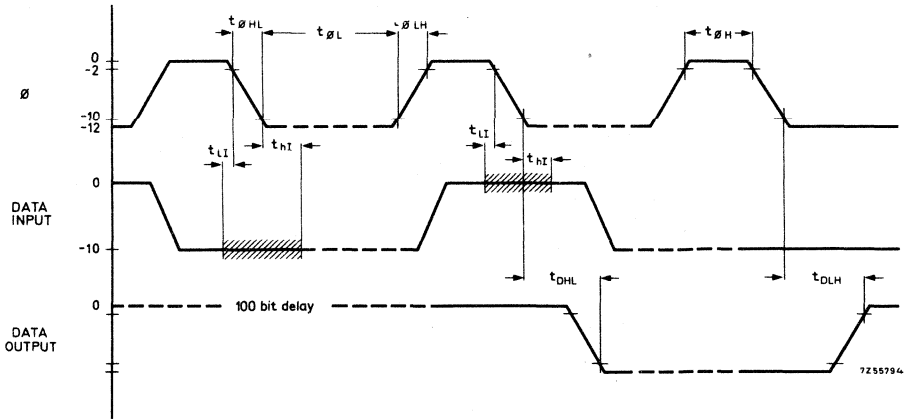 tØHL tØL tØLH tØH
0
-2
Ø
-10
-12
tLI thI tLI thI
0
DATA
INPUT
-10
tDHL tDLH
0 100 bit delay
DATA
OUTPUT
7Z55794